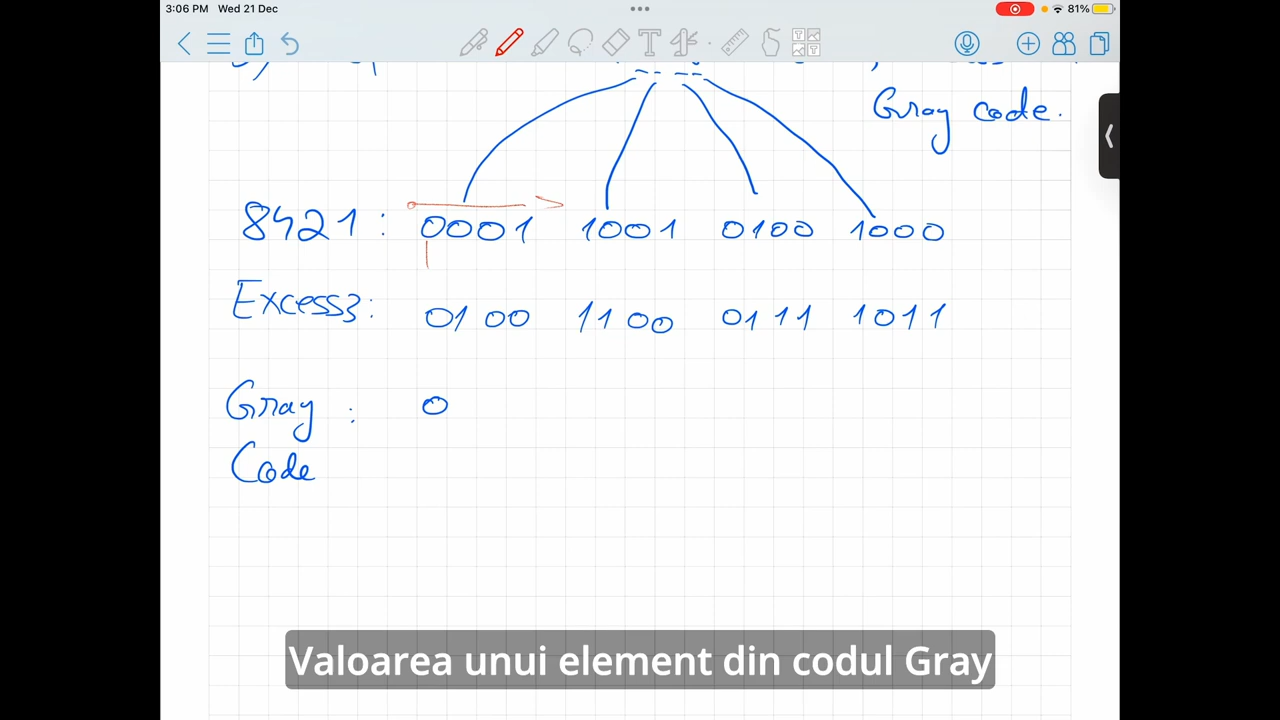 3:06 PM Wed 21 Dec
81%
Gray code.
8421: 0001 1001 0100 1000
Excess3: 0100 1100 0111 1011
Gray : 0
Code
Valoarea unui element din codul Gray